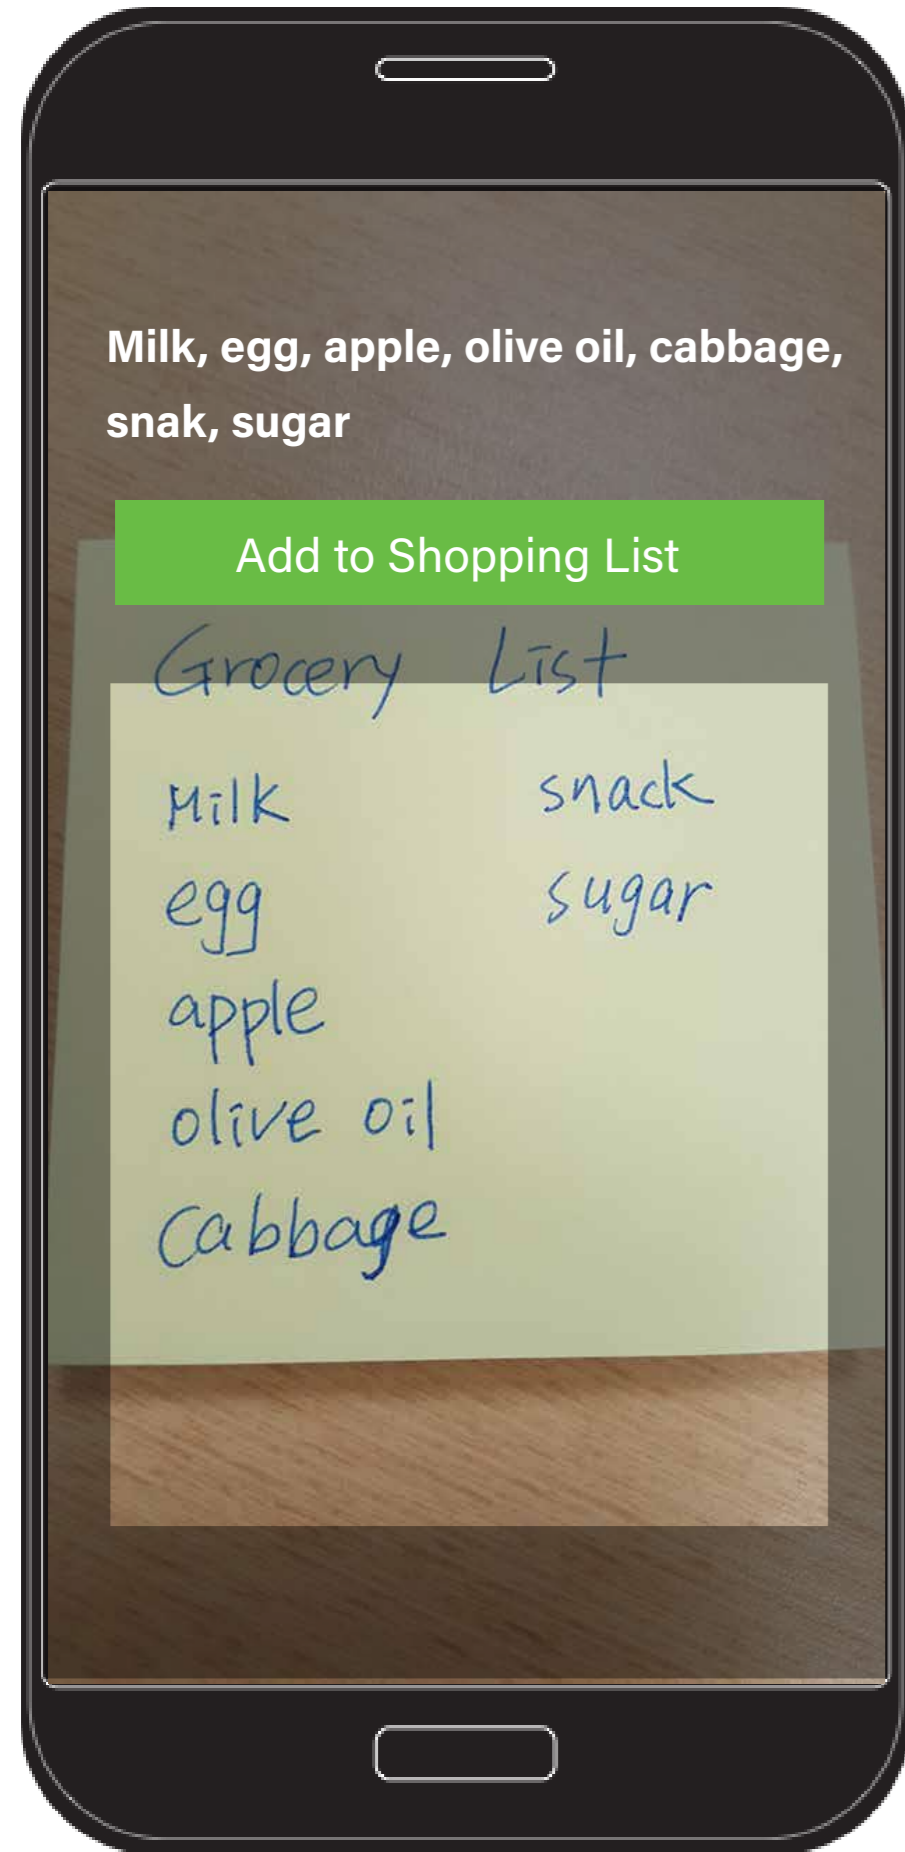 Milk, egg, apple, olive oil, cabbage,
snak, sugar
Add to Shopping List
Grocery List
Milk
egg
apple
olive oil
Cabbage
snack
sugar